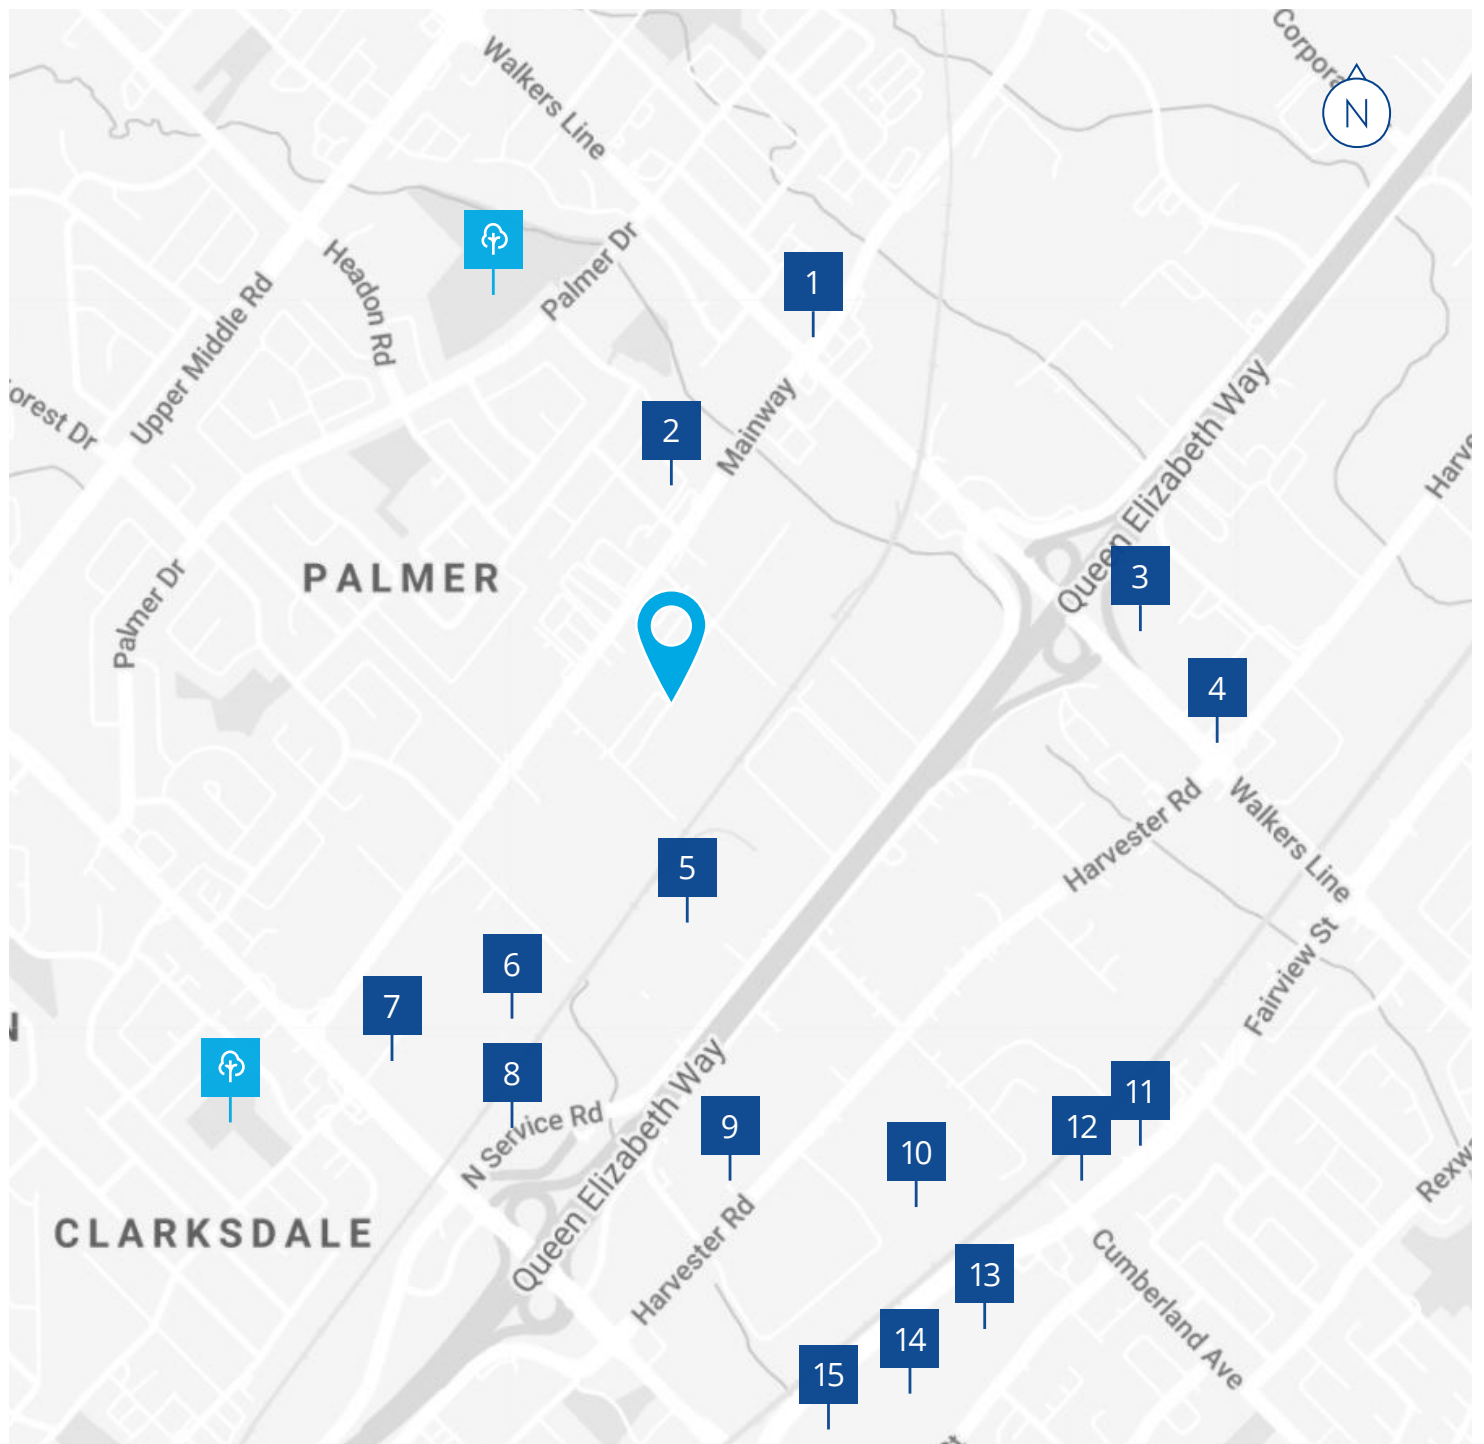 Walkers Line
Corpora
N
Palmer Dr
Headon Rd
1
Upper Middle Rd
orest Dr
Mainway
2
Queen Elizabeth Way
Harve
3
PALMER
Palmer Dr
4
Harvester Rd
Walkers Line
5
Fairview St
6
7
N
8
N Service Rd
Queen Elizabeth Way
9
10
11
12
Rexw
CLARKSDALE
Harvester Rd
13
Cumberland Ave
14
15